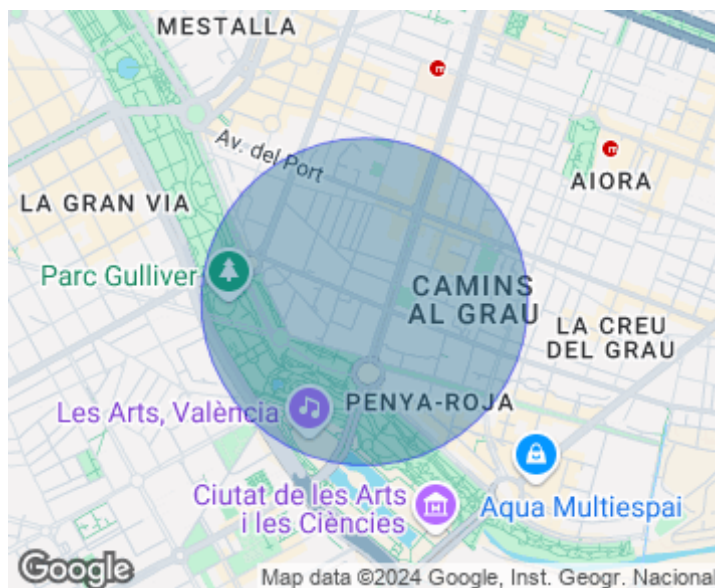 MESTALLA
Av. del Port
AIORA
LA GRAN VIA
Parc Gulliver
CAMINS
AL GRAU
LA CREU
DEL GRAU
Les Arts, València
PENYA-ROJA
Ciutat de les Arts
i les Ciències
Aqua Multiespai
Google
Map data ©2024 Google, Inst. Geogr. Nacional